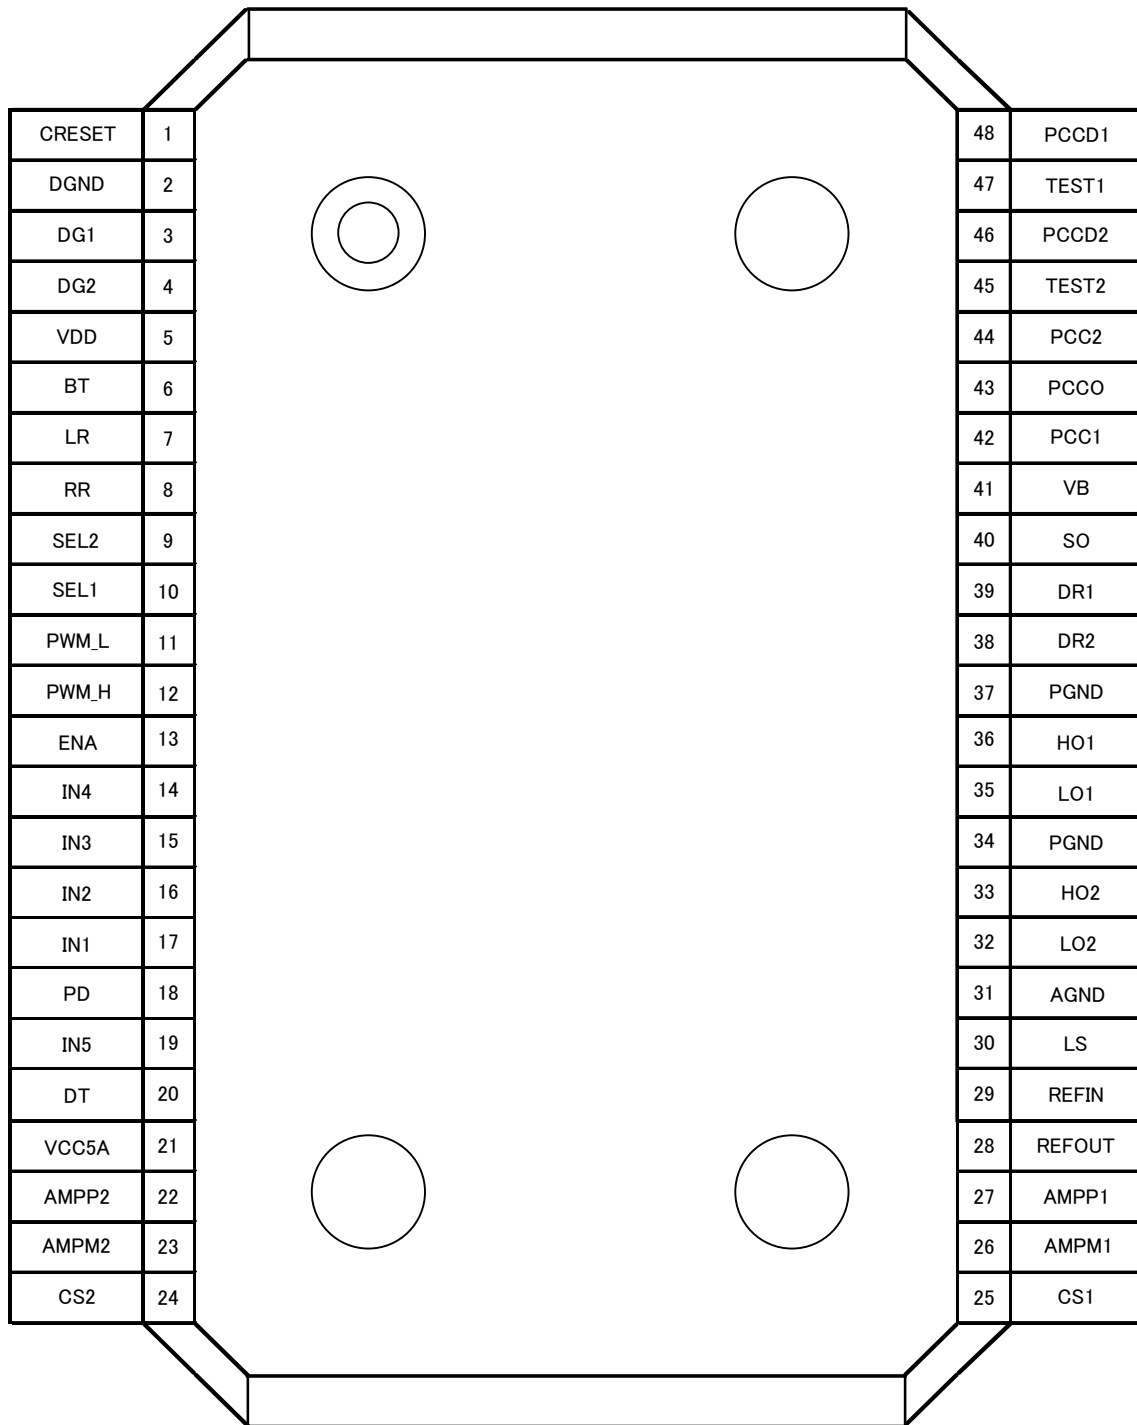 CRESET 1 48 PCCD1
DGND 2 47 TEST1
DG1 3 46 PCCD2
DG2 4 45 TEST2
VDD 5 44 PCC2
BT 6 43 PCCO
LR 7 42 PCC1
RR 8 41 VB
SEL2 9 40 SO
SEL1 10 39 DR1
PWM_L 11 38 DR2
PWM_H 12 37 PGND
ENA 13 36 HO1
IN4 14 35 LO1
IN3 15 34 PGND
IN2 16 33 HO2
IN1 17 32 LO2
PD 18 31 AGND
IN5 19 30 LS
DT 20 29 REFIN
VCC5A 21 28 REFOUT
AMPP2 22 27 AMPP1
AMPM2 23 26 AMPM1
CS2 24 25 CS1